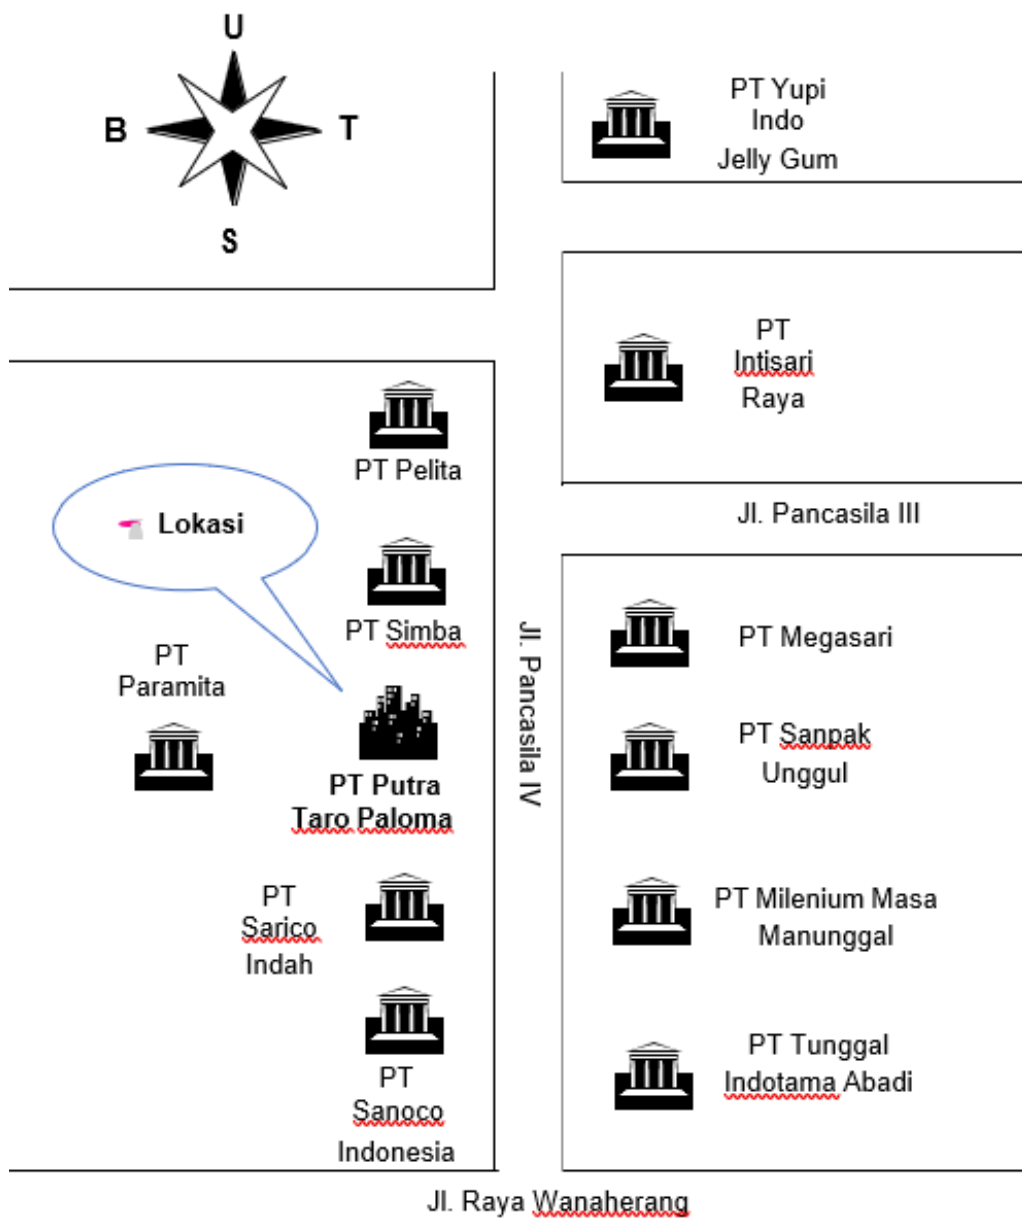 U
B
T
S
PT Yupi
Indo
Jelly Gum
PT
Intisari
Raya
PT Pelita
Jl. Pancasila III
Lokasi
PT Simba
Jl. Pancasila IV
PT Megasari
PT
Paramita
PT Sanpak
Unggul
PT Putra
Taro Paloma
PT
Sarico
Indah
PT Milenium Masa
Manunggal
PT
Sanoco
Indonesia
PT Tunggal
Indotama Abadi
Jl. Raya Wanaherang